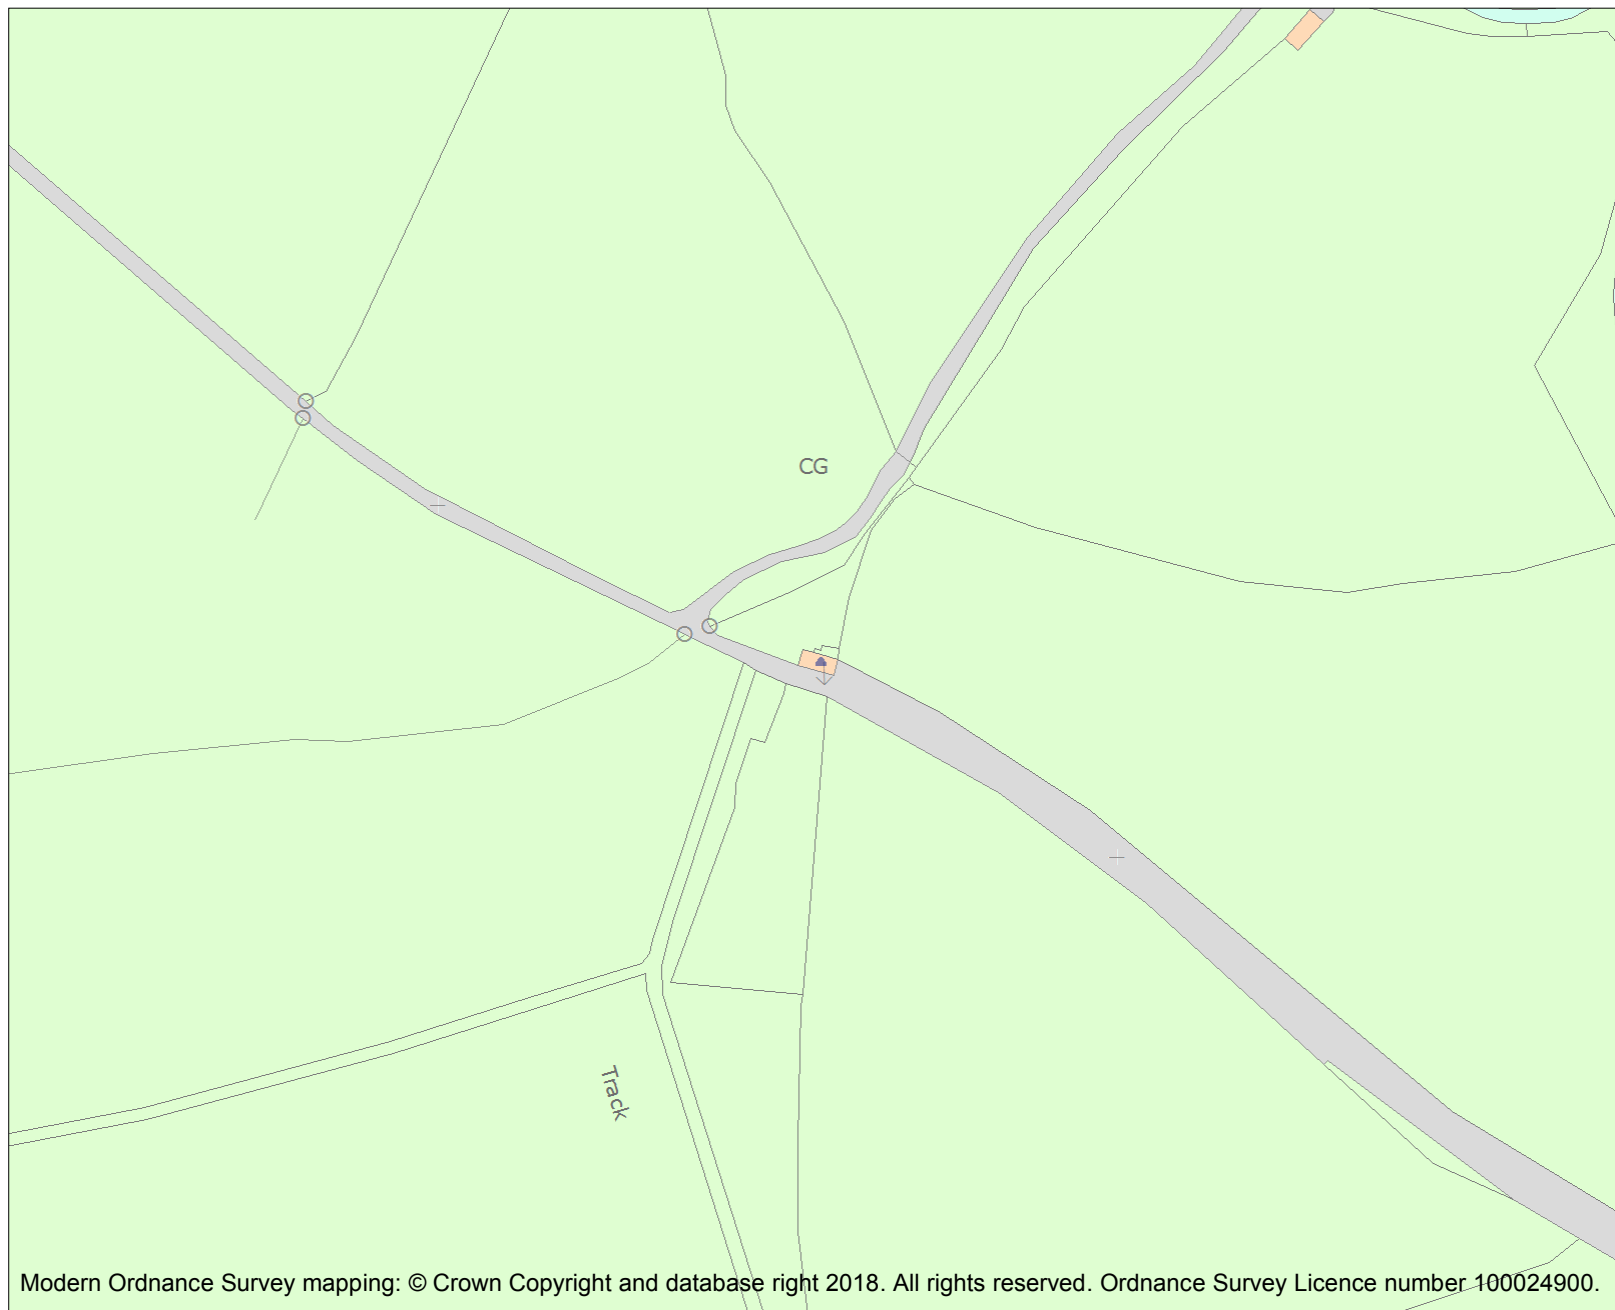 CG
Track
Modern Ordnance Survey mapping: © Crown Copyright and database right 2018. All rights reserved. Ordnance Survey Licence number 100024900.